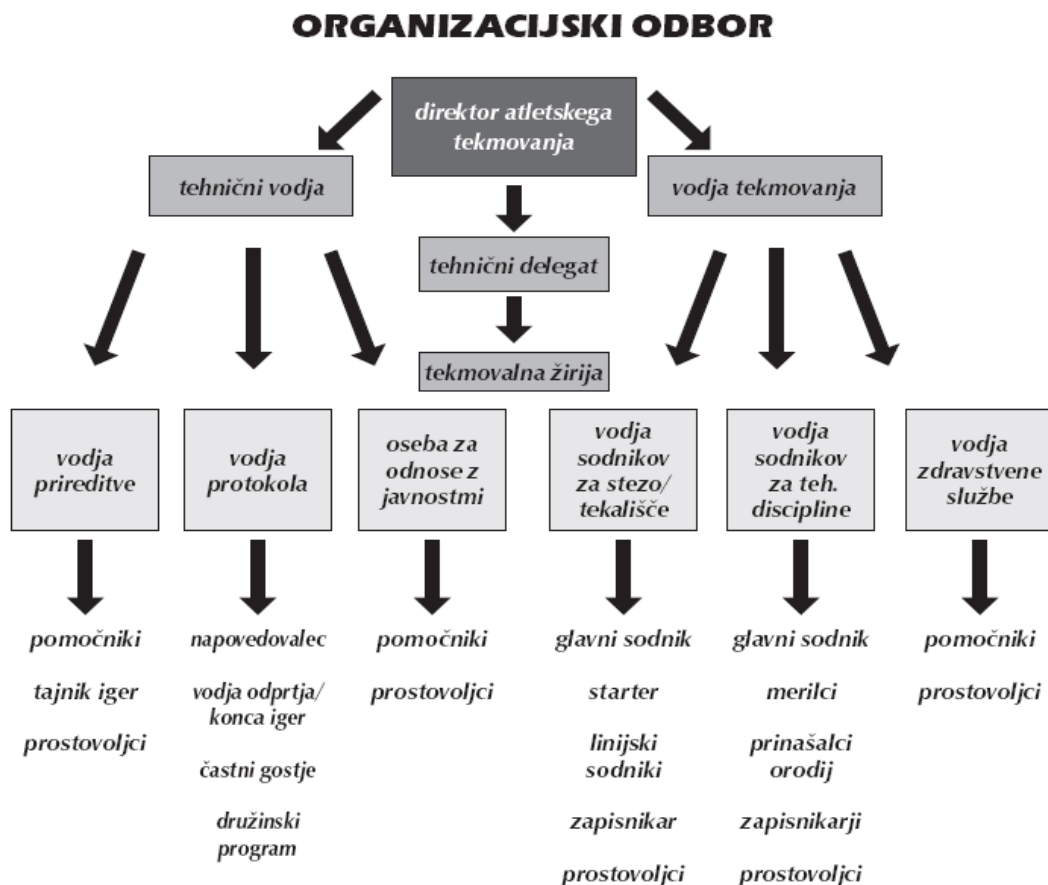 ORGANIZACIJSKI ODBOR
direktor atletskega
tekmovanja
tehnični vodja
vodja tekmovanja
tehnični delegat
tekmovalna žirija
vodja
prireditve
vodja
protokola
oseba za
odnose z
javnostmi
vodja
sodnikov
za stezo/
tekališče
vodja
sodnikov
za teh.
discipline
vodja
zdravstvene
službe
pomočniki
tajnik iger
prostovoljci
napovedovalec
vodja odprtja/
konca iger
častni gostje
družinski
program
pomočniki
prostovoljci
glavni sodnik
starter
linijski
sodniki
zapisnikar
prostovoljci
glavni sodnik
merilci
prinašalci
orodij
zapisnikarji
prostovoljci
pomočniki
prostovoljci